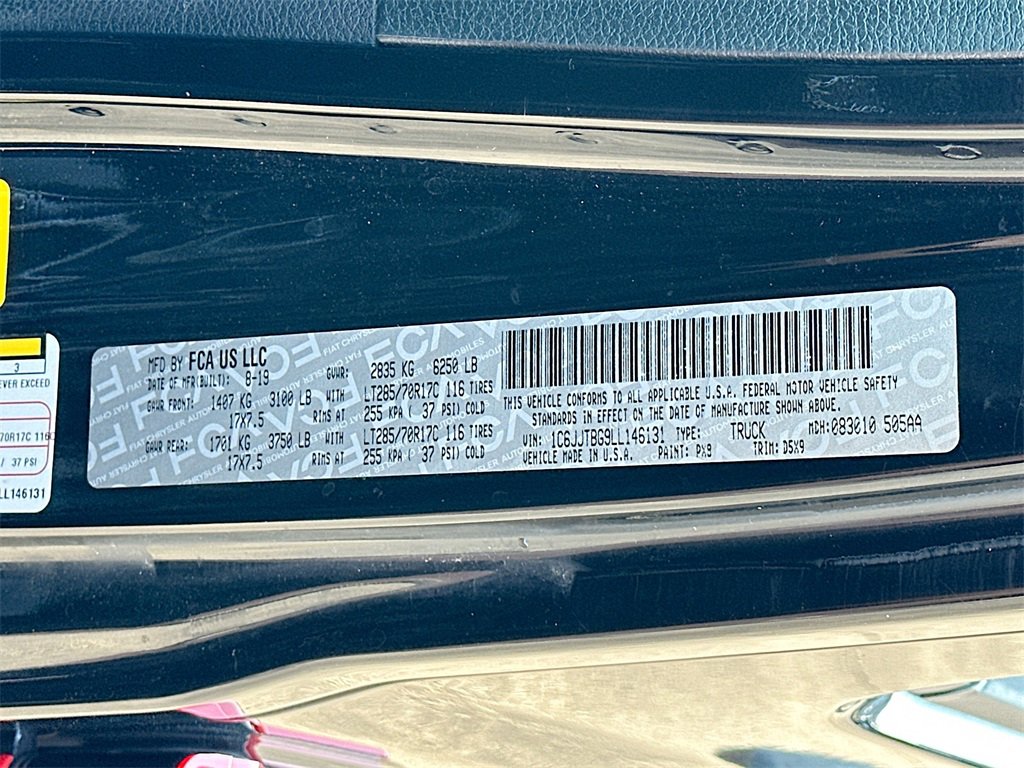 MFD BY FCA US LLC
DATE OF MFR(BUILT): 8-19 GVWR: 2835 KG 6250 LB
GAWR FRONT: 1407 KG 3100 LB WITH LT285/70R17C 116 TIRES
17X7.5 RIMS AT 255 KPA ( 37 PSI) COLD
GAWR REAR: 1701 KG 3750 LB WITH LT285/70R17C 116 TIRES
17X7.5 RIMS AT 255 KPA ( 37 PSI) COLD
THIS VEHICLE CONFORMS TO ALL APPLICABLE U.S.A. FEDERAL MOTOR VEHICLE SAFETY
STANDARDS IN EFFECT ON THE DATE OF MANUFACTURE SHOWN ABOVE.
VIN: 1C6JJTBG9LL146131 TYPE: TRUCK MDH:083010 505AA
VEHICLE MADE IN U.S.A. PAINT: PX9 TRIM: D5X9
3
EVER EXCEED
70R17C 116
/ 37 PSI
LL146131